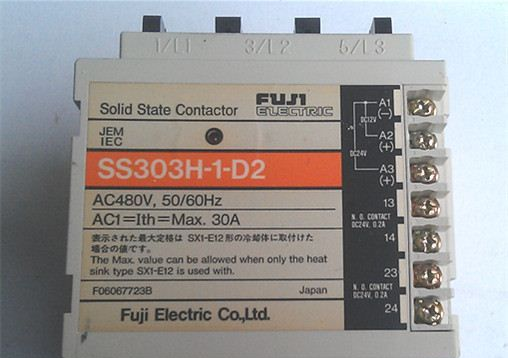 1/L1 3/L2 5/L3
Solid State Contactor FUJI ELECTRIC
JEM
IEC
SS303H-1-D2
AC480V, 50/60Hz
AC1=Ith=Max. 30A
表示された最大定格は SX1-E12 形の冷却体に取付けた
場合の値です。
The Max. value can be allowed when only the heat
sink type SX1-E12 is used with.
F06067723B Japan
Fuji Electric Co.,Ltd.
A1
(−)
DC12V
A2
(+)
DC24V
A3
(+)
13
N. O. CONTACT
DC24V, 0.2A
14
23
N. O. CONTACT
DC24V, 0.2A
24